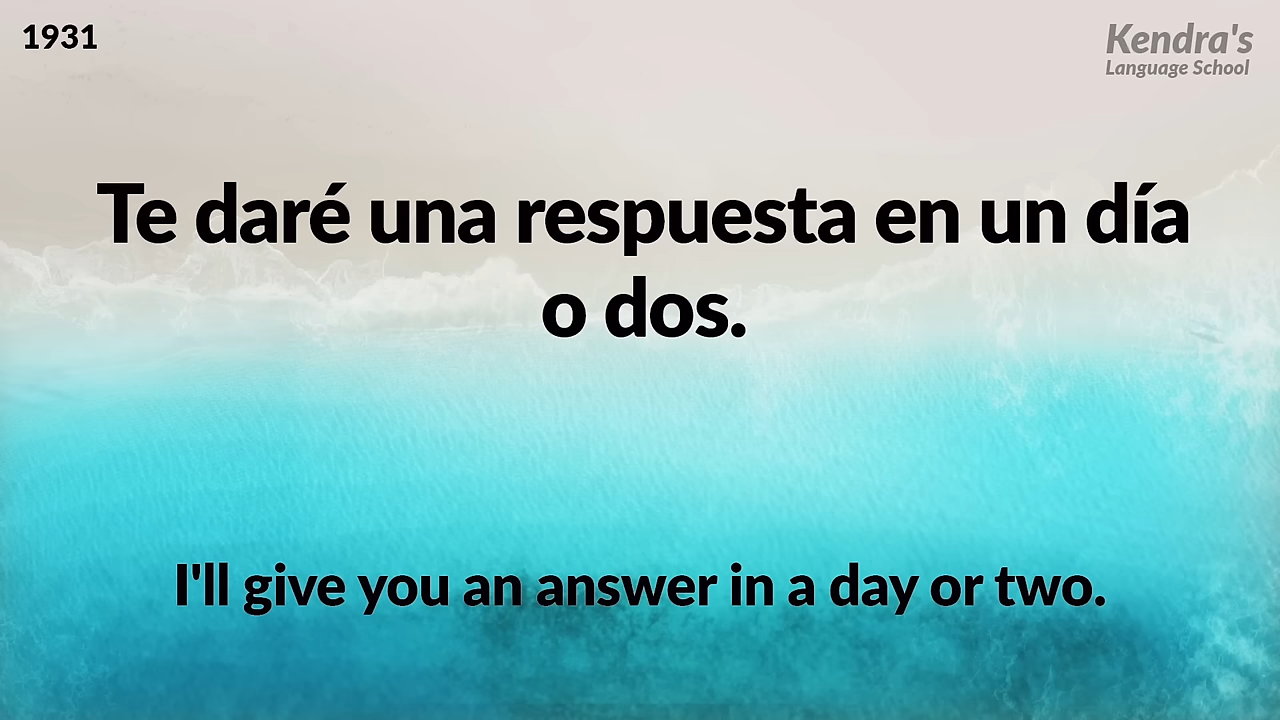 1931
Kendra's
Language School
Te daré una respuesta en un día
o dos.
I'll give you an answer in a day or two.